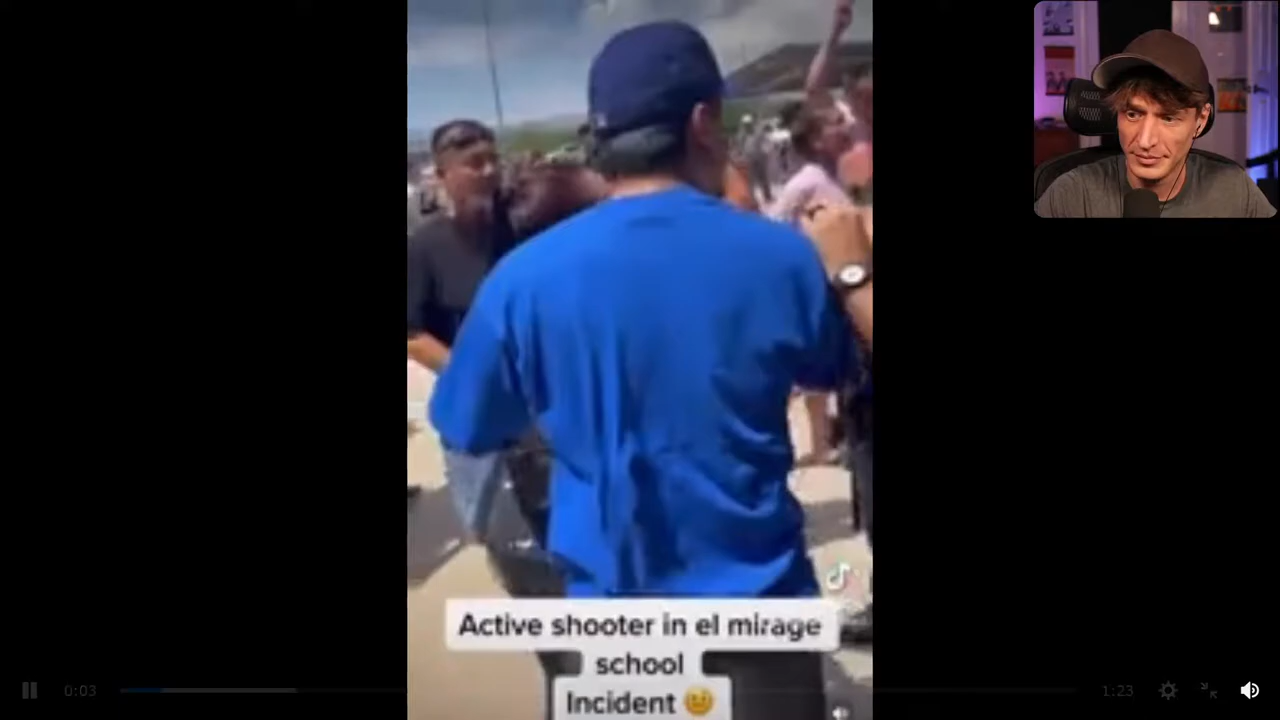 Active shooter in el mirage
school
Incident 🤨
0:03
1:23